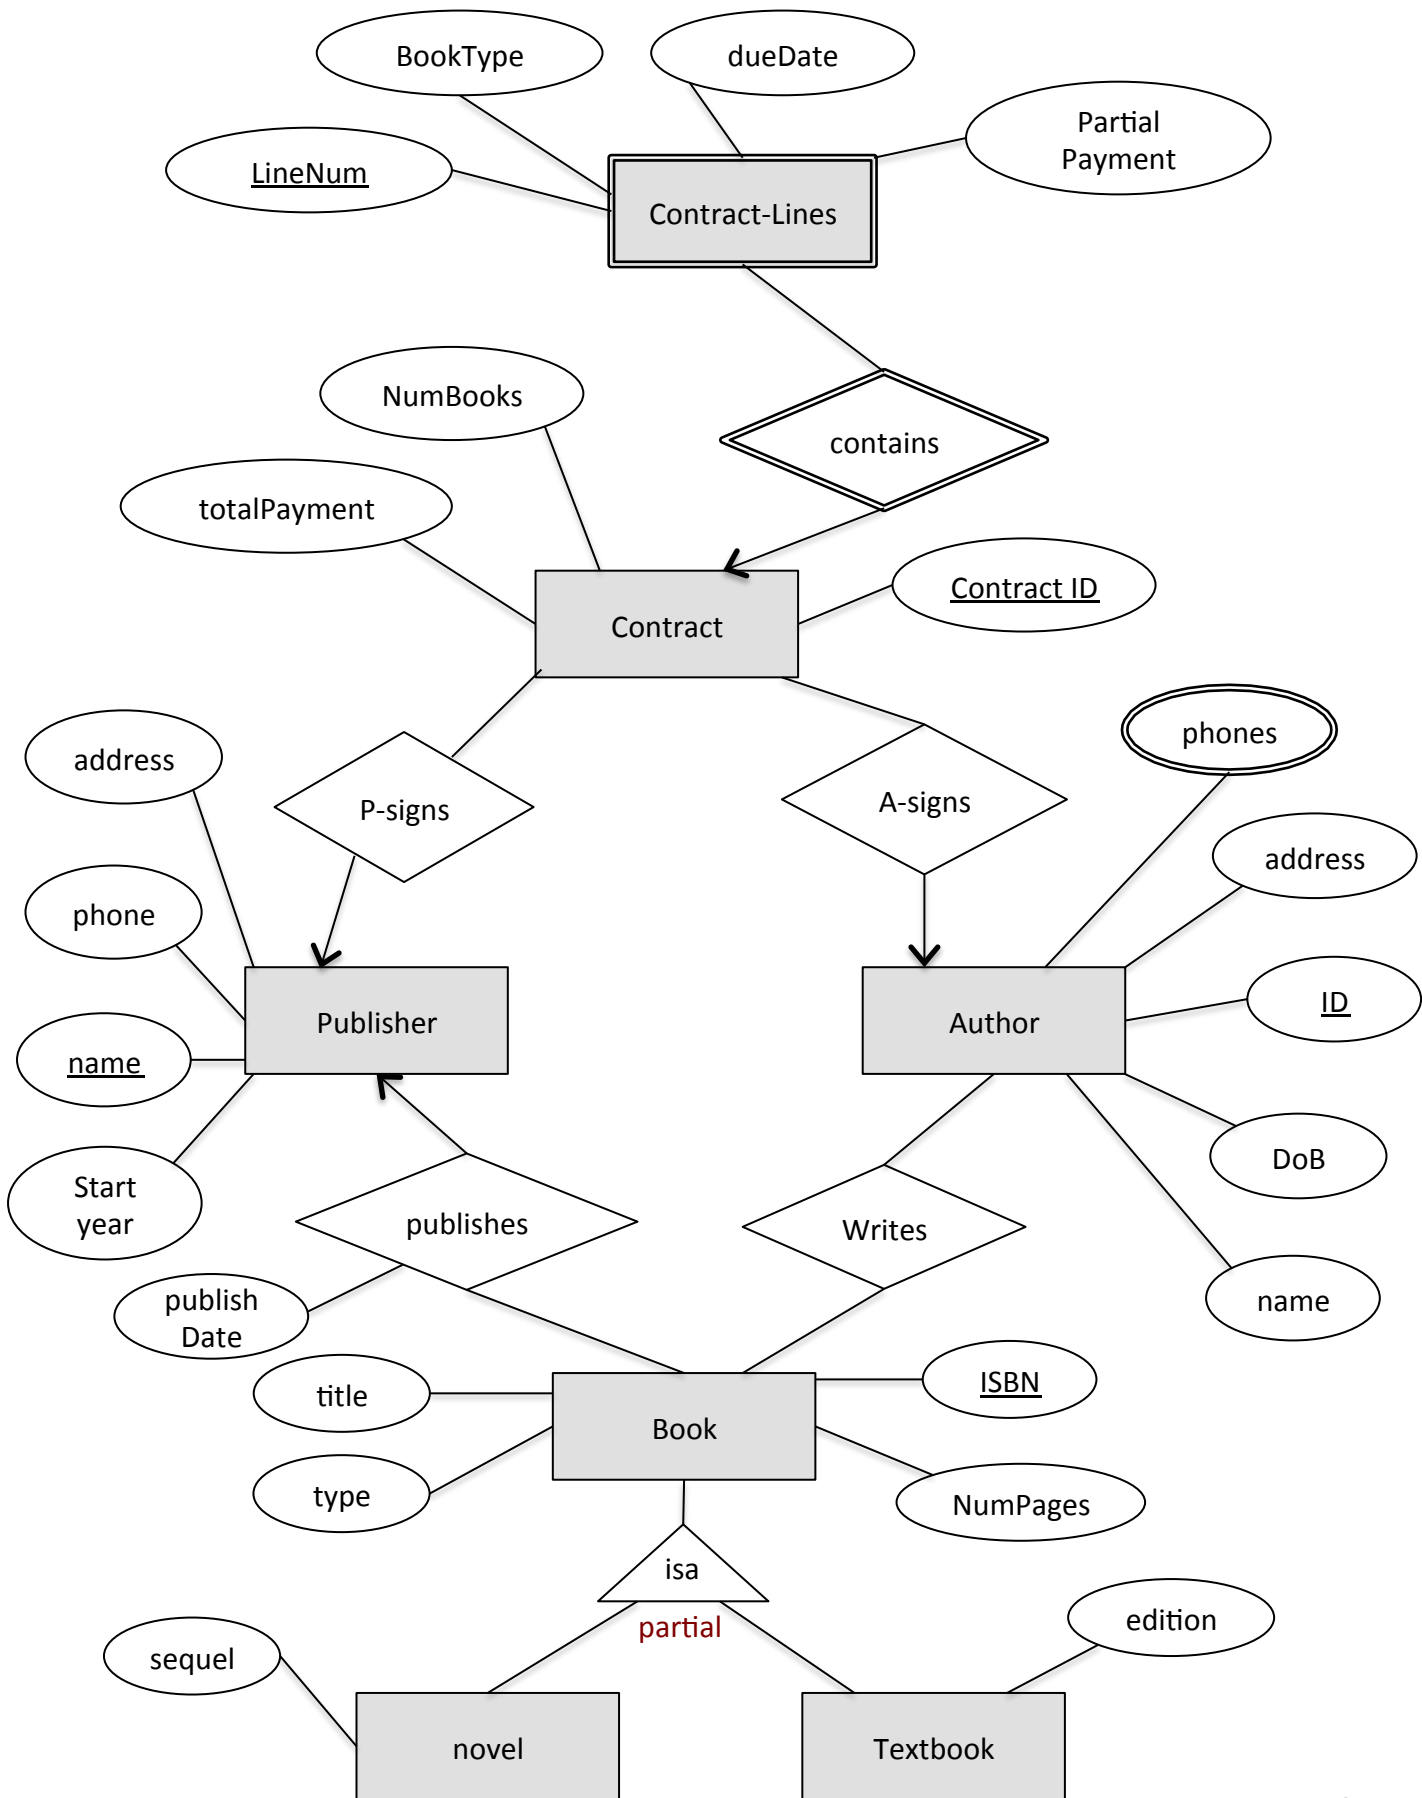 BookType
dueDate
Partial
Payment
LineNum
Contract-Lines
NumBooks
contains
totalPayment
Contract ID
Contract
phones
address
P-signs
A-signs
address
phone
ID
Publisher
Author
name
DoB
Start
year
publishes
Writes
publish
Date
name
title
ISBN
Book
type
NumPages
isa
partial
edition
sequel
novel
Textbook